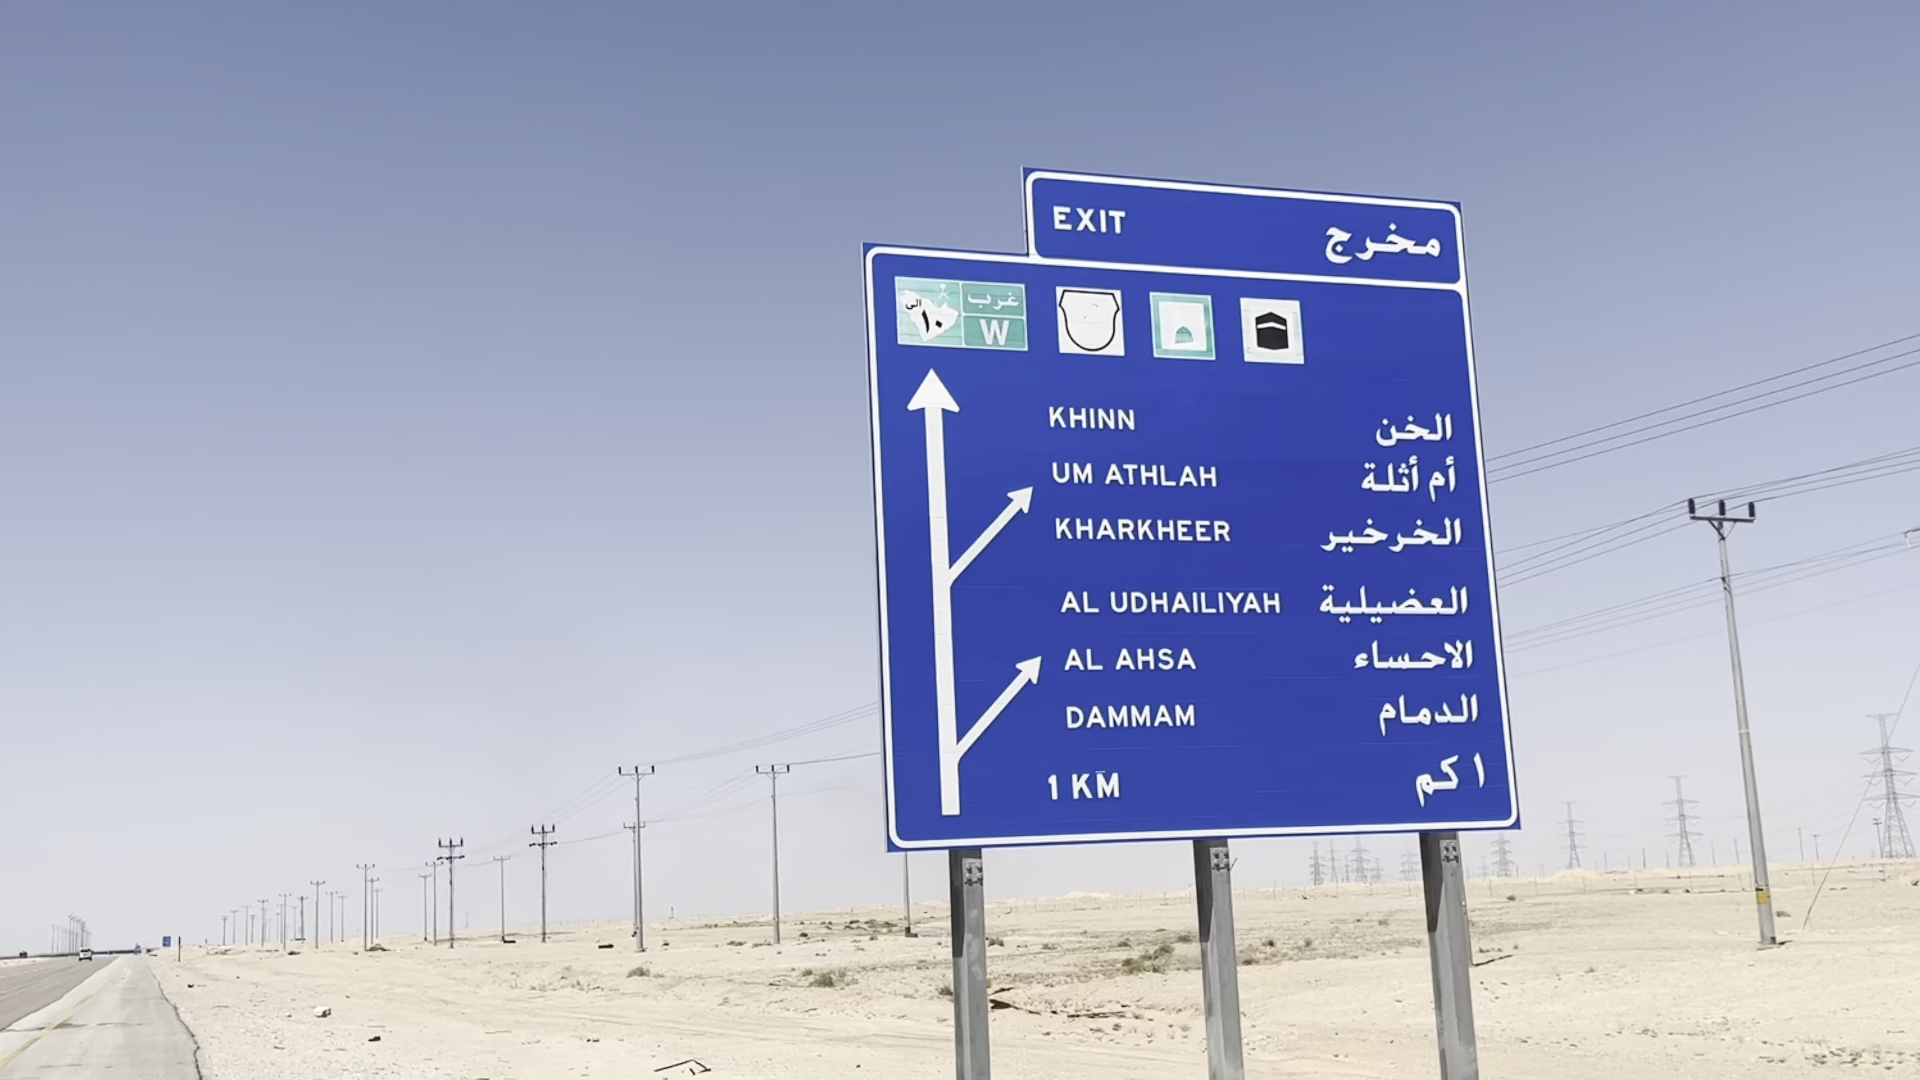 EXIT مخرج
الى ١٠ غرب
W
KHINN الخن
UM ATHLAH أم أثلة
KHARKHEER الخرخير
AL UDHAILIYAH العضيلية
AL AHSA الاحساء
DAMMAM الدمام
1 KM ١ كم